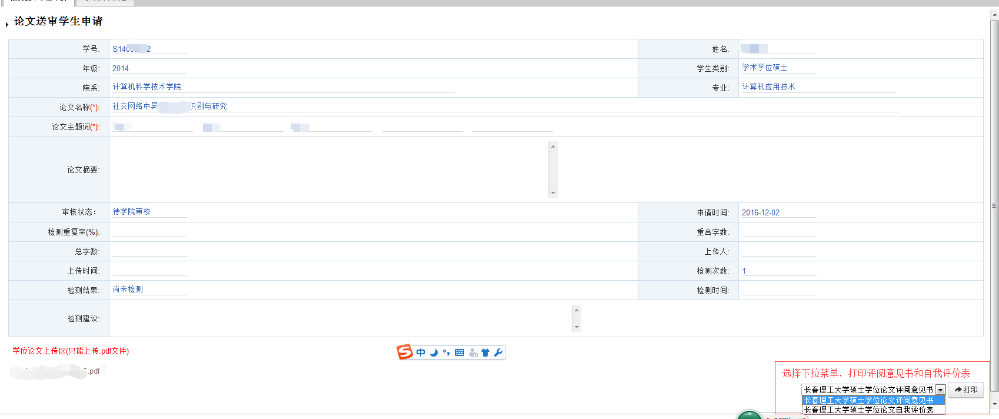 论文送审学生申请
学号: S1405 2 姓名:
年级: 2014 学生类别: 学术学位硕士
院系: 计算机科学技术学院 专业: 计算机应用技术
论文名称(*): 社交网络中异 识别与研究
论文主题词(*):
论文摘要:
审核状态: 待学院审核 申请时间: 2016-12-02
检测重复率(%): 重合字数:
总字数: 上传人:
上传时间: 检测次数: 1
检测结果: 尚未检测 检测时间:
检测建议:
学位论文上传区(只能上传.pdf文件)
中
.pdf
选择下拉菜单，打印评阅意见书和自我评价表
长春理工大学硕士学位论文评阅意见书 打印
长春理工大学硕士学位论文评阅意见书
长春理工大学硕士学位论文自我评价表